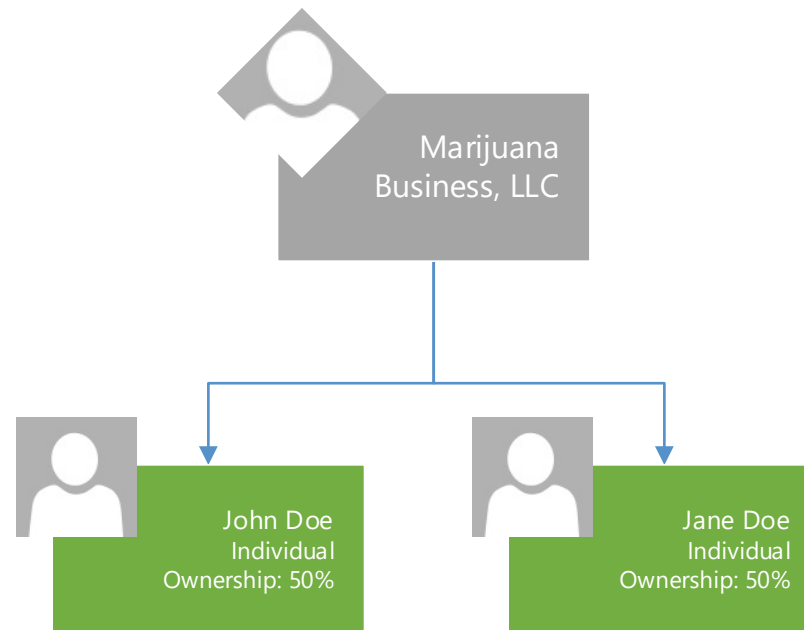 Marijuana
Business, LLC
John Doe
Individual
Ownership: 50%
Jane Doe
Individual
Ownership: 50%